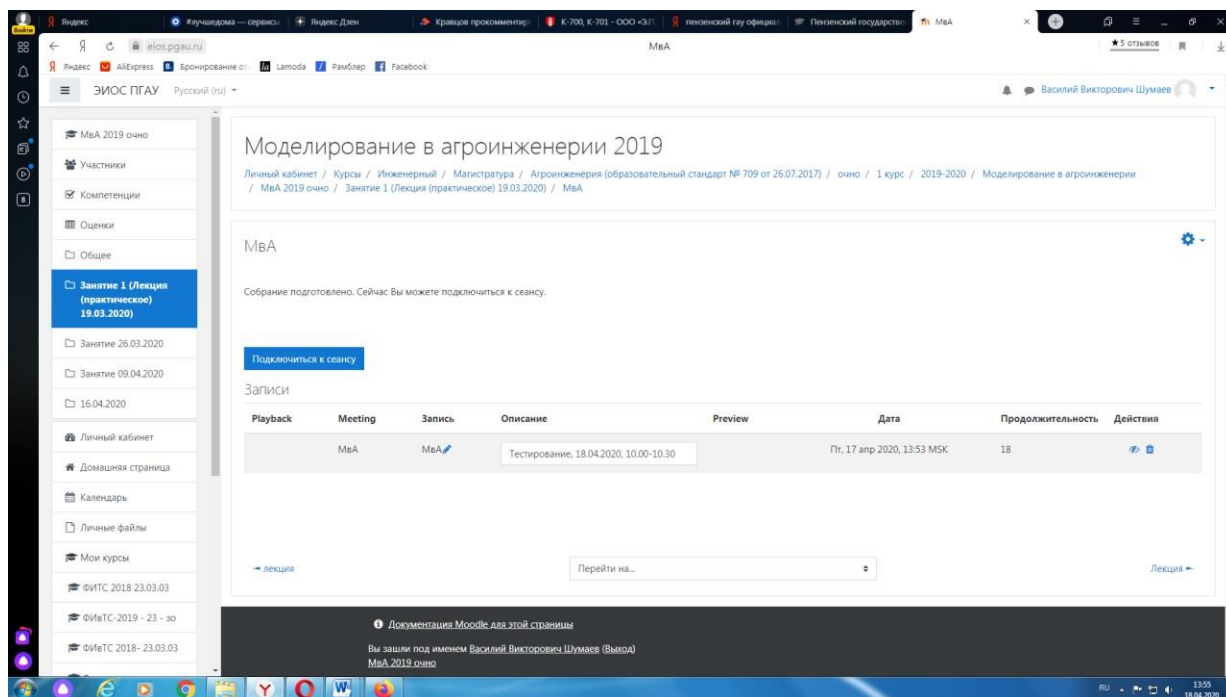 Войти
Яндекс
#лучшедома — сервисы
Яндекс.Дзен
Кравцов прокомментир
К-700, К-701 - ООО «З.П
пензенский гау официал
Пензенский государстве
МвА
eios.pgau.ru
МвА
★ 5 отзывов
Яндекс AliExpress Бронирование от Lamoda Рамблер Facebook
ЭИОС ПГАУ Русский (ru)
Василий Викторович Шумаев
МвА 2019 очно
Участники
Компетенции
Оценки
Общее
Занятие 1 (Лекция
(практическое)
19.03.2020)
Занятие 26.03.2020
Занятие 09.04.2020
16.04.2020
Личный кабинет
Домашняя страница
Календарь
Личные файлы
Мои курсы
ФИТС 2018 23.03.03
ФИвТС-2019 - 23 - зо
ФИвТС 2018- 23.03.03
Моделирование в агроинженерии 2019
Личный кабинет / Курсы / Инженерный / Магистратура / Агроинженерия (образовательный стандарт № 709 от 26.07.2017) / очно / 1 курс / 2019-2020 / Моделирование в агроинженерии
/ МвА 2019 очно / Занятие 1 (Лекция (практическое) 19.03.2020) / МвА
МвА
Собрание подготовлено. Сейчас Вы можете подключиться к сеансу.
Подключиться к сеансу
Записи
Playback Meeting Запись Описание Preview Дата Продолжительность Действия
МвА МвА Тестирование, 18.04.2020, 10.00-10.30 Пт, 17 апр 2020, 13:53 MSK 18
лекция
Перейти на...
Лекция
Документация Moodle для этой страницы
Вы зашли под именем Василий Викторович Шумаев (Выход)
МвА 2019 очно
RU
13:55
18.04.2020